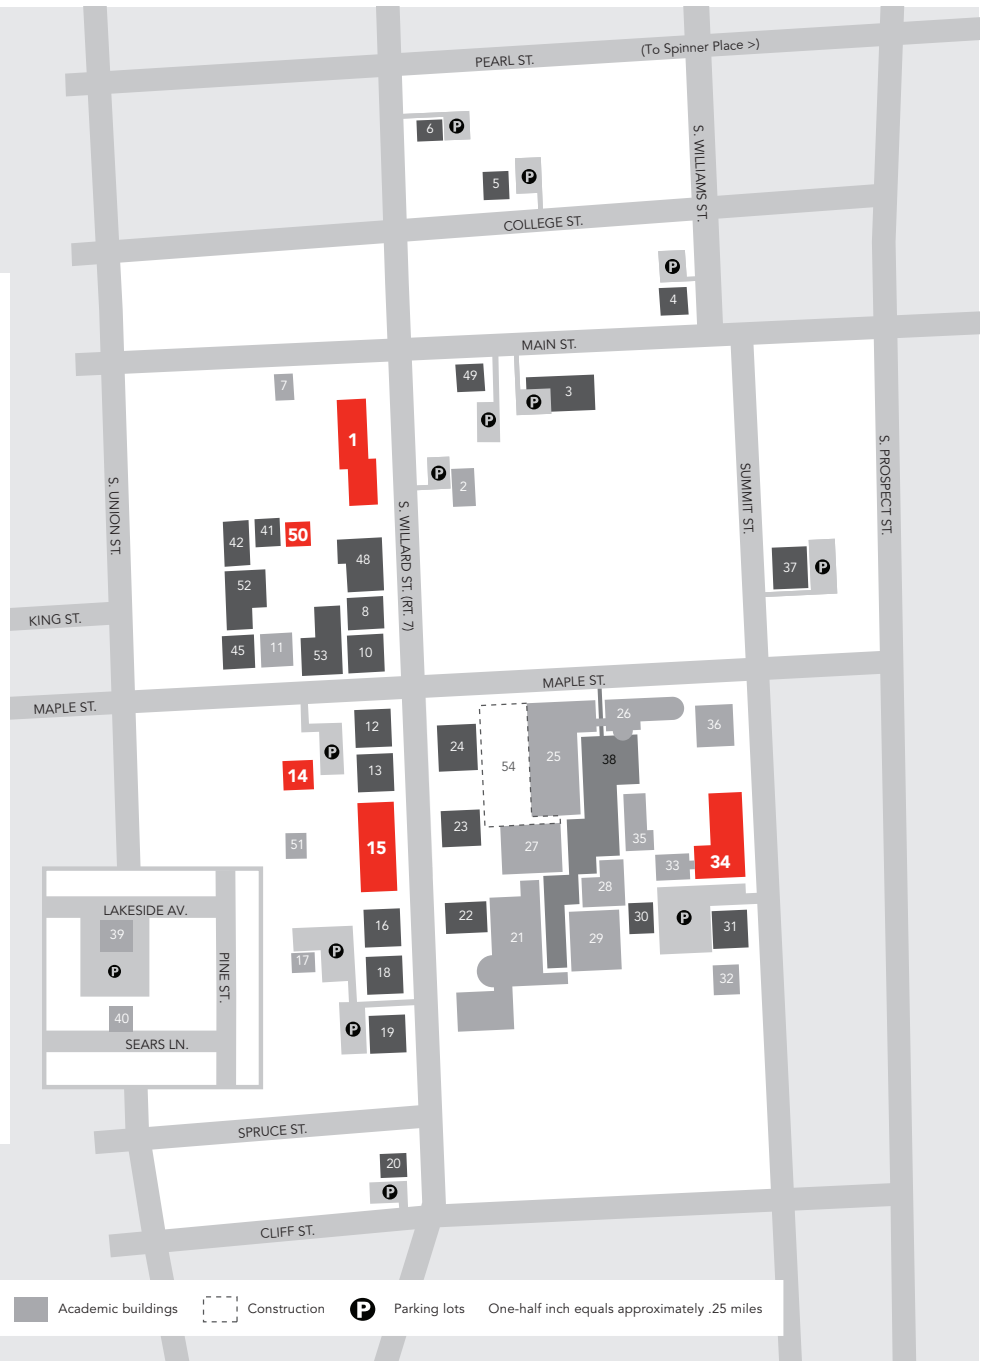 (To Spinner Place >)
PEARL ST.
6 P
S. WILLIAMS ST.
5 P
COLLEGE ST.
P
4
MAIN ST.
7
49
3
P
P
1
P
2
S. UNION ST.
S. WILLARD ST. (RT. 7)
SUMMIT ST.
S. PROSPECT ST.
42
41
50
48
37 P
52
8
KING ST.
45
11
53
10
MAPLE ST.
MAPLE ST.
12
P
13
14
24
54
25
26
38
36
51
15
23
27
35
33
34
28
LAKESIDE AV.
39
P
40
SEARS LN.
PINE ST.
16
P
17
18
P
19
22
21
29
30
P
31
32
SPRUCE ST.
20
P
CLIFF ST.
Academic buildings
Construction
P Parking lots
One-half inch equals approximately .25 miles